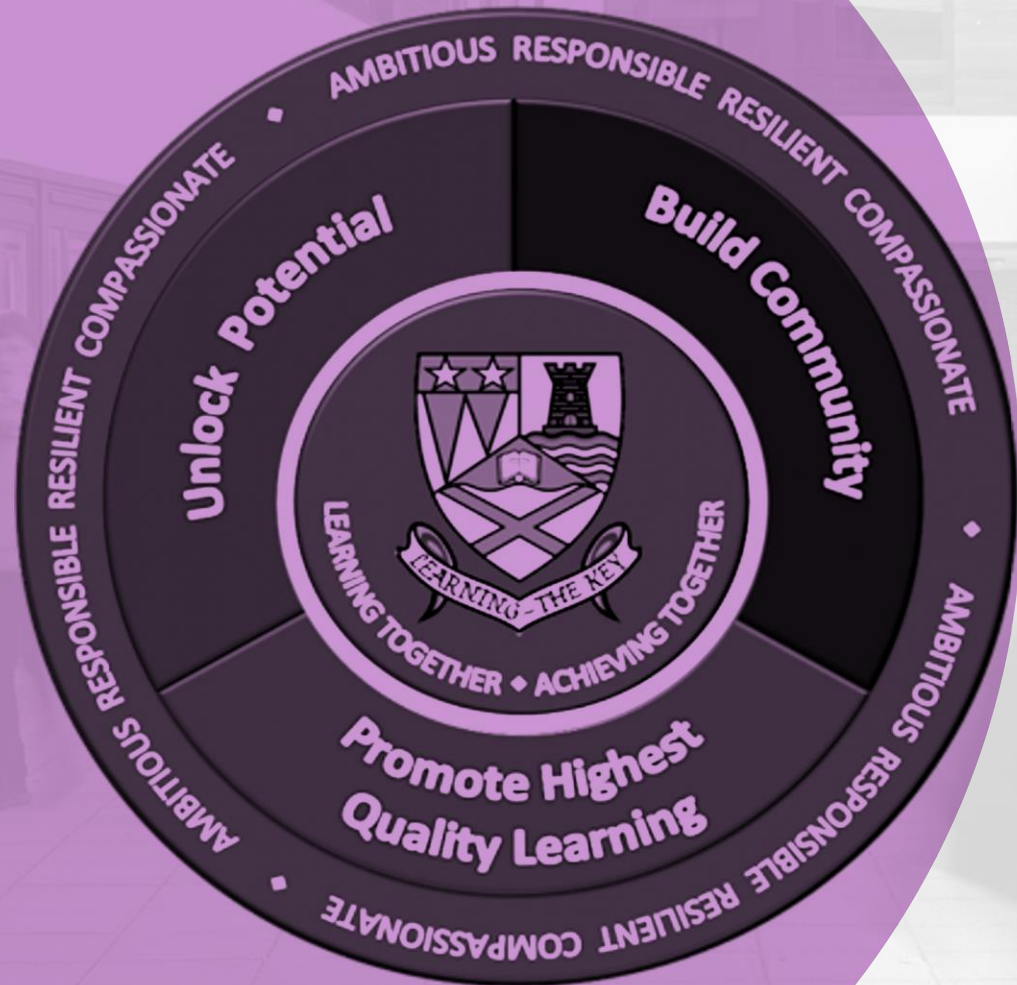 AMBITIOUS RESPONSIBLE RESILIENT COMPASSIONATE
◆
AMBITIOUS RESPONSIBLE RESILIENT COMPASSIONATE
◆
AMBITIOUS RESPONSIBLE RESILIENT COMPASSIONATE
◆
Unlock Potential
Build Community
Promote Highest
Quality Learning
LEARNING - THE KEY
LEARNING TOGETHER ◆ ACHIEVING TOGETHER